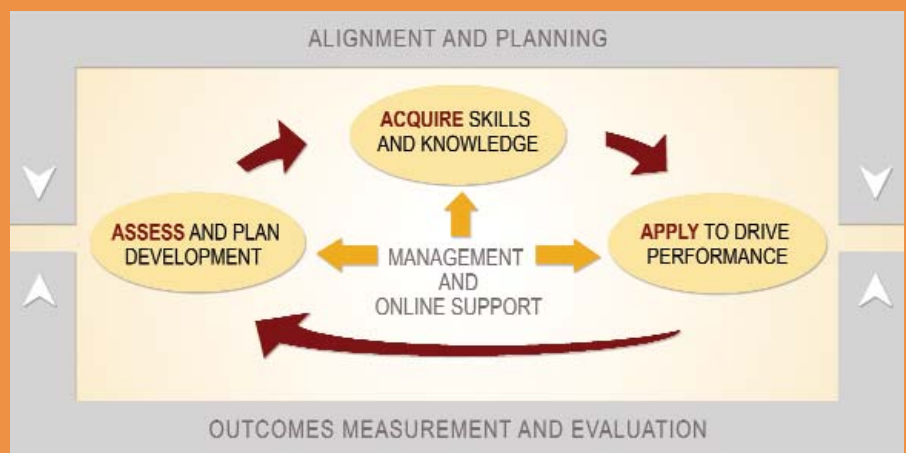 ALIGNMENT AND PLANNING
ACQUIRE SKILLS
AND KNOWLEDGE
ASSESS AND PLAN
DEVELOPMENT
APPLY TO DRIVE
PERFORMANCE
MANAGEMENT
AND
ONLINE SUPPORT
OUTCOMES MEASUREMENT AND EVALUATION